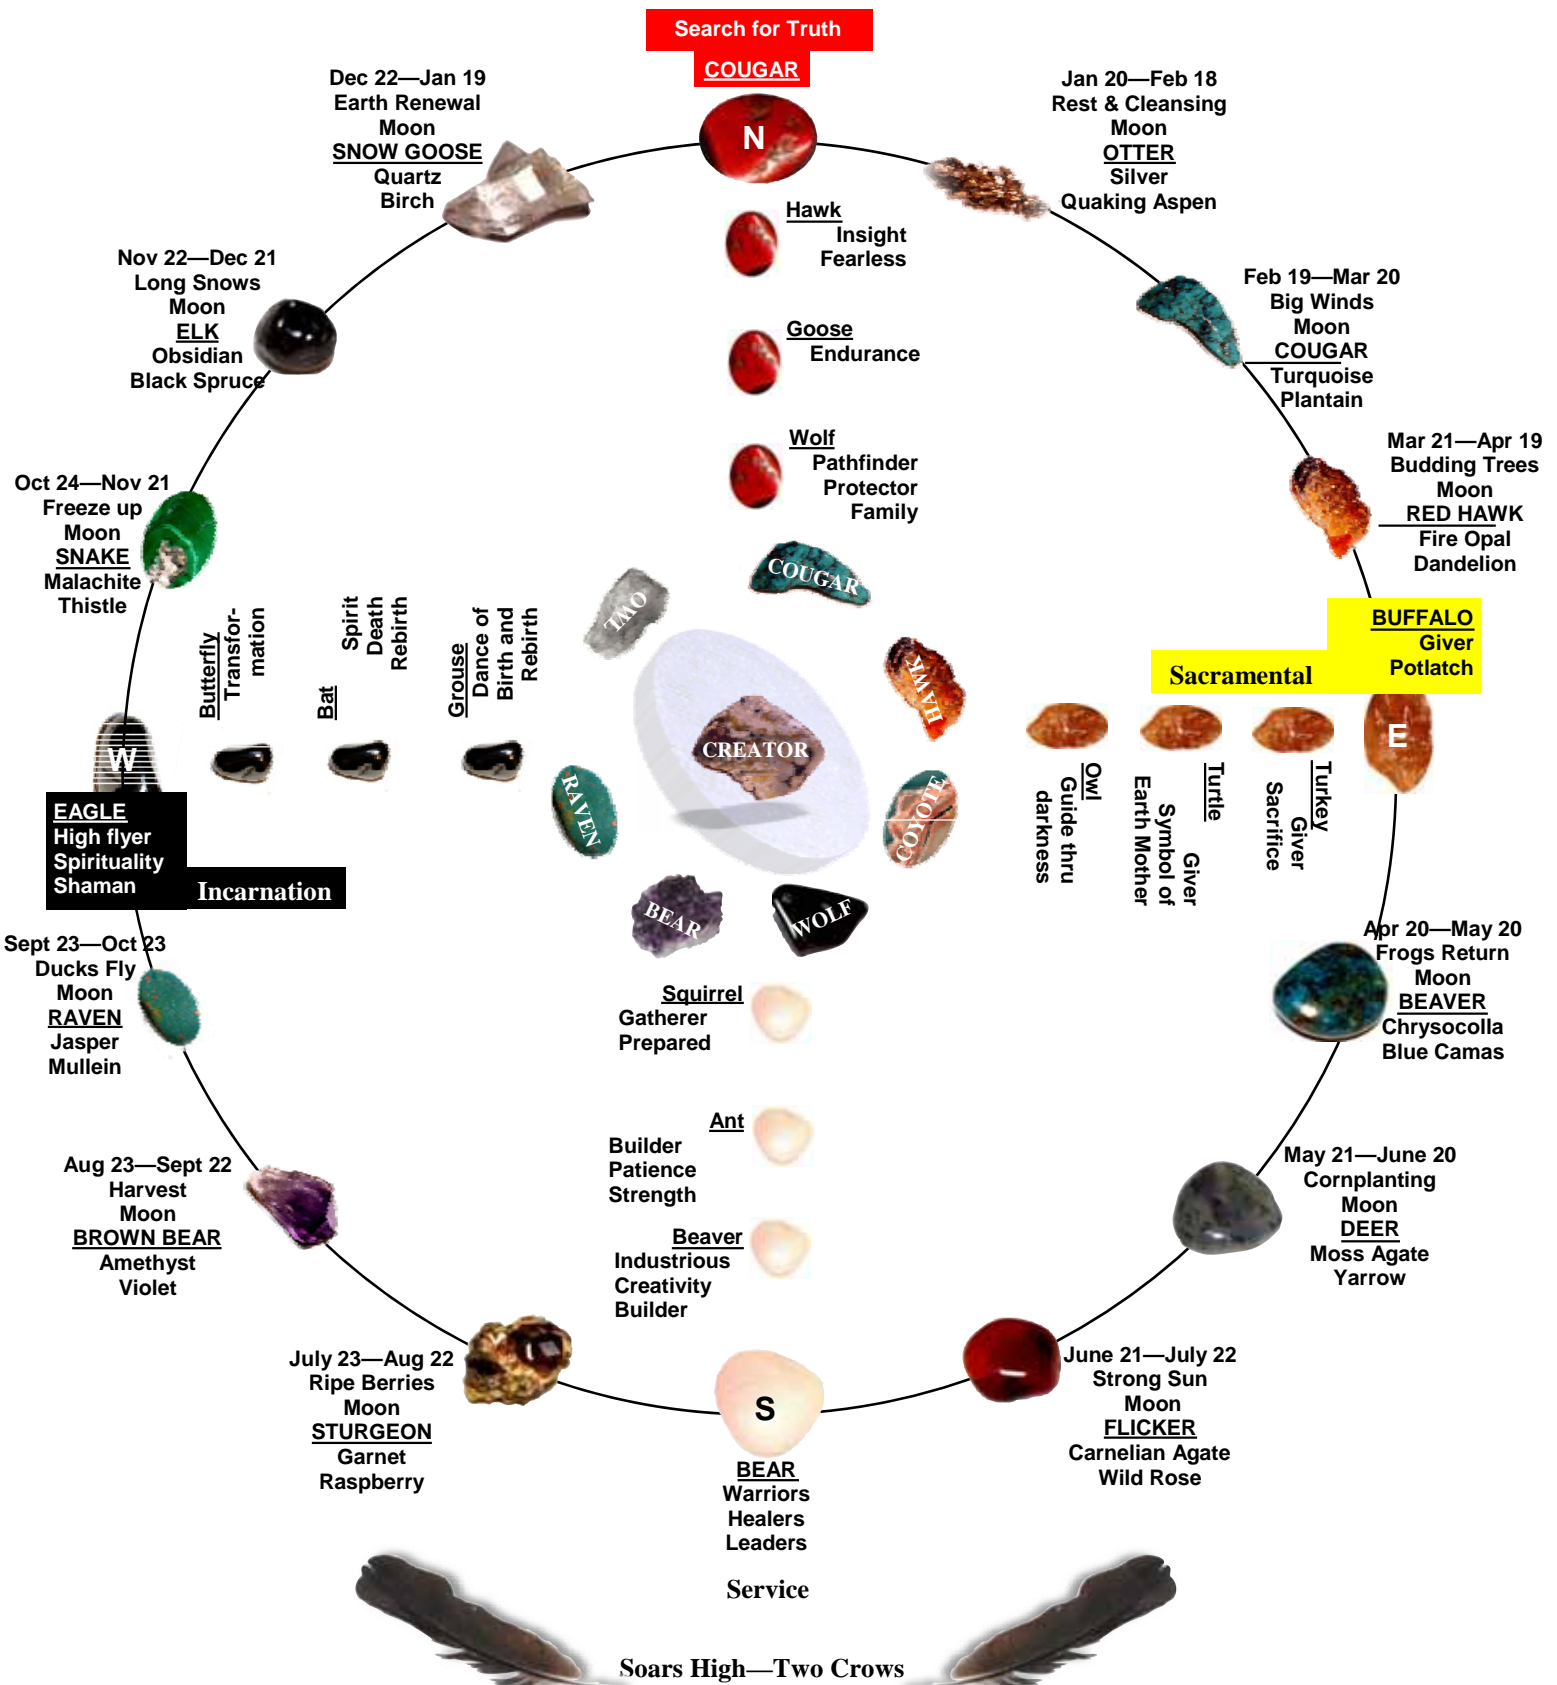 Search for Truth
COUGAR
N
Dec 22—Jan 19
Earth Renewal
Moon
SNOW GOOSE
Quartz
Birch
Jan 20—Feb 18
Rest & Cleansing
Moon
OTTER
Silver
Quaking Aspen
Hawk
Insight
Fearless
Nov 22—Dec 21
Long Snows
Moon
ELK
Obsidian
Black Spruce
Feb 19—Mar 20
Big Winds
Moon
COUGAR
Turquoise
Plantain
Goose
Endurance
Wolf
Pathfinder
Protector
Family
Mar 21—Apr 19
Budding Trees
Moon
RED HAWK
Fire Opal
Dandelion
Oct 24—Nov 21
Freeze up
Moon
SNAKE
Malachite
Thistle
COUGAR
TWO
HAWK
CREATOR
RAVEN
COYOTE
BEAR
WOLF
Butterfly
Transfor-
mation
Bat
Spirit
Death
Rebirth
Grouse
Dance of
Birth and
Rebirth
BUFFALO
Giver
Potlatch
Sacramental
E
W
Turkey
Giver
Sacrifice
Turtle
Giver
Symbol of
Earth Mother
Owl
Guide thru
darkness
EAGLE
High flyer
Spirituality
Shaman
Incarnation
Sept 23—Oct 23
Ducks Fly
Moon
RAVEN
Jasper
Mullein
Apr 20—May 20
Frogs Return
Moon
BEAVER
Chrysocolla
Blue Camas
Squirrel
Gatherer
Prepared
Ant
Builder
Patience
Strength
Beaver
Industrious
Creativity
Builder
Aug 23—Sept 22
Harvest
Moon
BROWN BEAR
Amethyst
Violet
May 21—June 20
Cornplanting
Moon
DEER
Moss Agate
Yarrow
July 23—Aug 22
Ripe Berries
Moon
STURGEON
Garnet
Raspberry
June 21—July 22
Strong Sun
Moon
FLICKER
Carnelian Agate
Wild Rose
S
BEAR
Warriors
Healers
Leaders
Service
Soars High—Two Crows